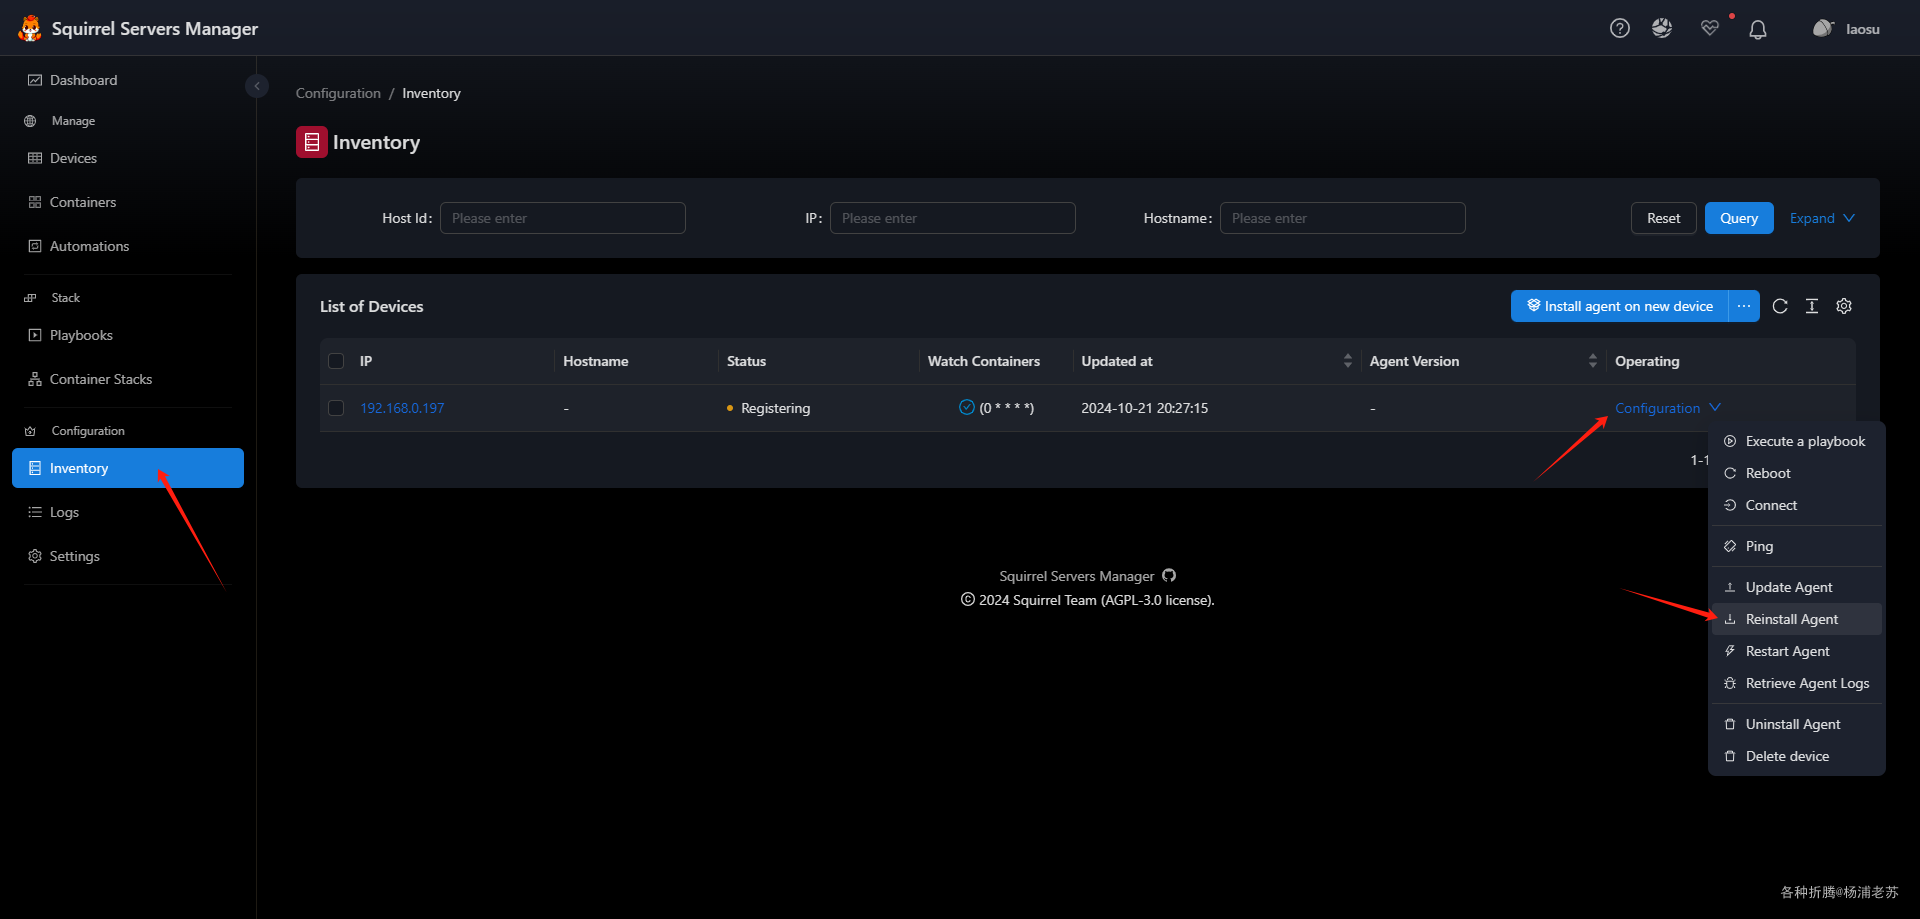 Squirrel Servers Manager
laosu
Dashboard
Manage
Devices
Containers
Automations
Stack
Playbooks
Container Stacks
Configuration
Inventory
Logs
Settings
Configuration / Inventory
Inventory
Host Id: Please enter
IP: Please enter
Hostname: Please enter
Reset
Query
Expand
List of Devices
Install agent on new device
...
IP Hostname Status Watch Containers Updated at Agent Version Operating
192.168.0.197 - Registering (0 * * * *) 2024-10-21 20:27:15 - Configuration
1-1
Execute a playbook
Reboot
Connect
Ping
Update Agent
Reinstall Agent
Restart Agent
Retrieve Agent Logs
Uninstall Agent
Delete device
Squirrel Servers Manager
© 2024 Squirrel Team (AGPL-3.0 license).
各种折腾@杨浦老苏